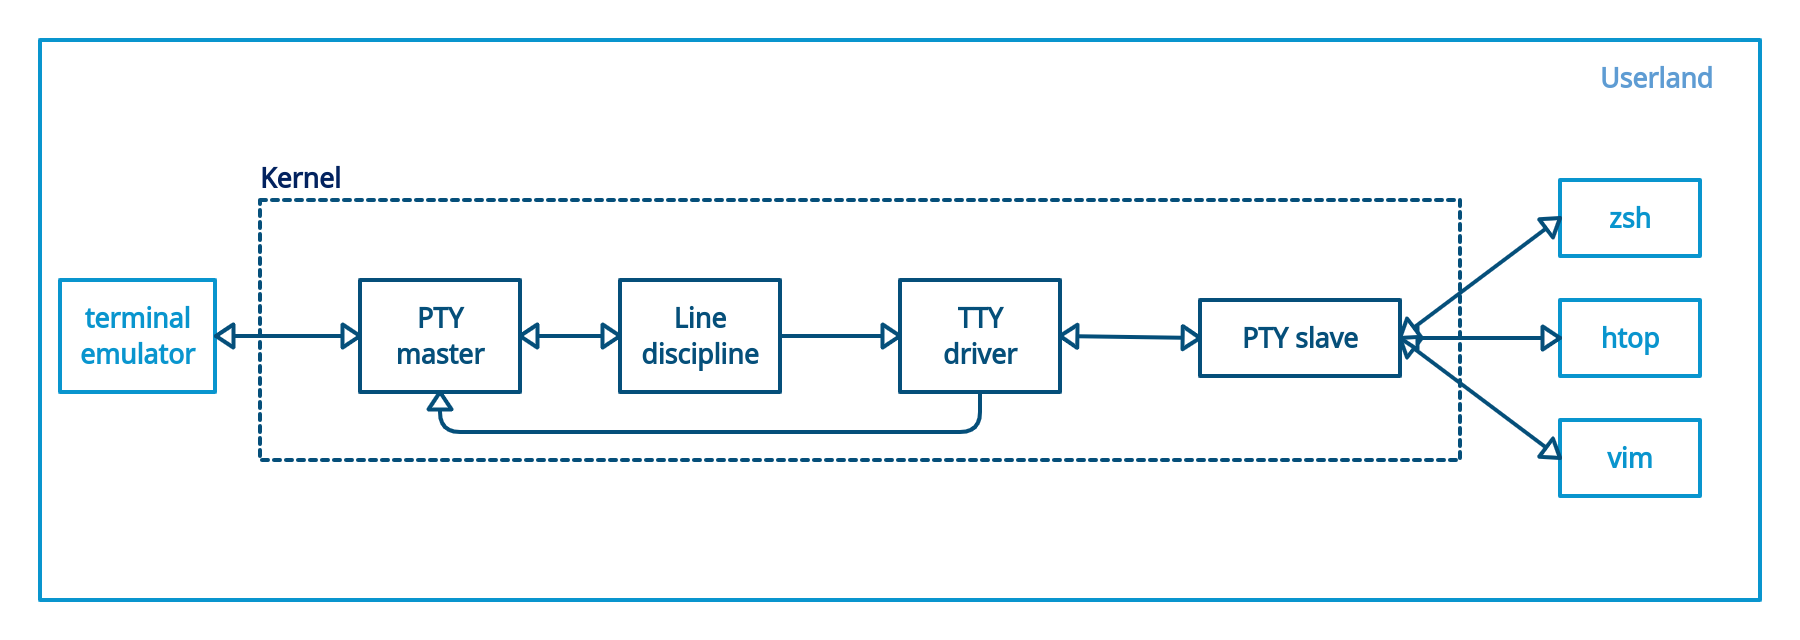 Userland
Kernel
terminal
emulator
PTY
master
Line
discipline
TTY
driver
PTY slave
zsh
htop
vim